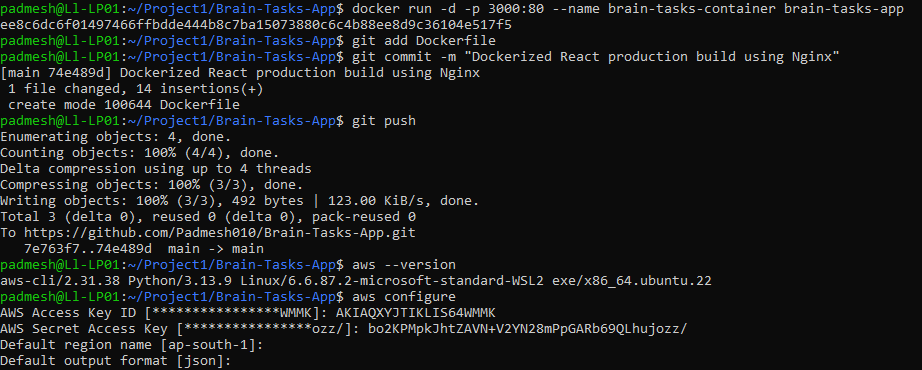 padmesh@Ll-LP01:~/Project1/Brain-Tasks-App$ docker run -d -p 3000:80 --name brain-tasks-container brain-tasks-app
ee8c6dc6f01497466ffbdde444b8c7ba15073880c6c4b88ee8d9c36104e517f5
padmesh@Ll-LP01:~/Project1/Brain-Tasks-App$ git add Dockerfile
padmesh@Ll-LP01:~/Project1/Brain-Tasks-App$ git commit -m "Dockerized React production build using Nginx"
[main 74e489d] Dockerized React production build using Nginx
 1 file changed, 14 insertions(+)
 create mode 100644 Dockerfile
padmesh@Ll-LP01:~/Project1/Brain-Tasks-App$ git push
Enumerating objects: 4, done.
Counting objects: 100% (4/4), done.
Delta compression using up to 4 threads
Compressing objects: 100% (3/3), done.
Writing objects: 100% (3/3), 492 bytes | 123.00 KiB/s, done.
Total 3 (delta 0), reused 0 (delta 0), pack-reused 0
To https://github.com/Padmesh010/Brain-Tasks-App.git
   7e763f7..74e489d  main -> main
padmesh@Ll-LP01:~/Project1/Brain-Tasks-App$ aws --version
aws-cli/2.31.38 Python/3.13.9 Linux/6.6.87.2-microsoft-standard-WSL2 exe/x86_64.ubuntu.22
padmesh@Ll-LP01:~/Project1/Brain-Tasks-App$ aws configure
AWS Access Key ID [****************WMMK]: AKIAQXYJTIKLIS64WMMK
AWS Secret Access Key [****************ozz/]: 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
Default region name [ap-south-1]:
Default output format [json]: